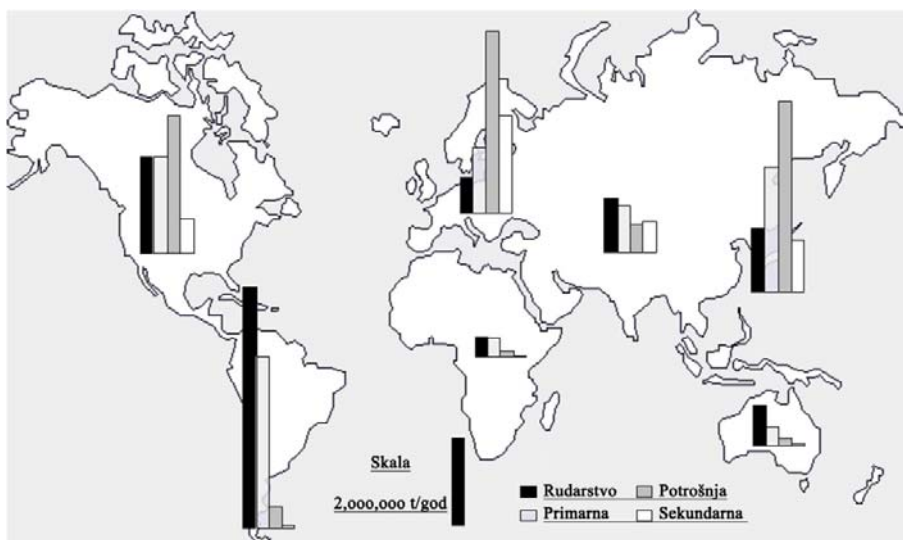 Skala
2,000,000 t/god
Rudarstvo
Potrošnja
Primarna
Sekundarna